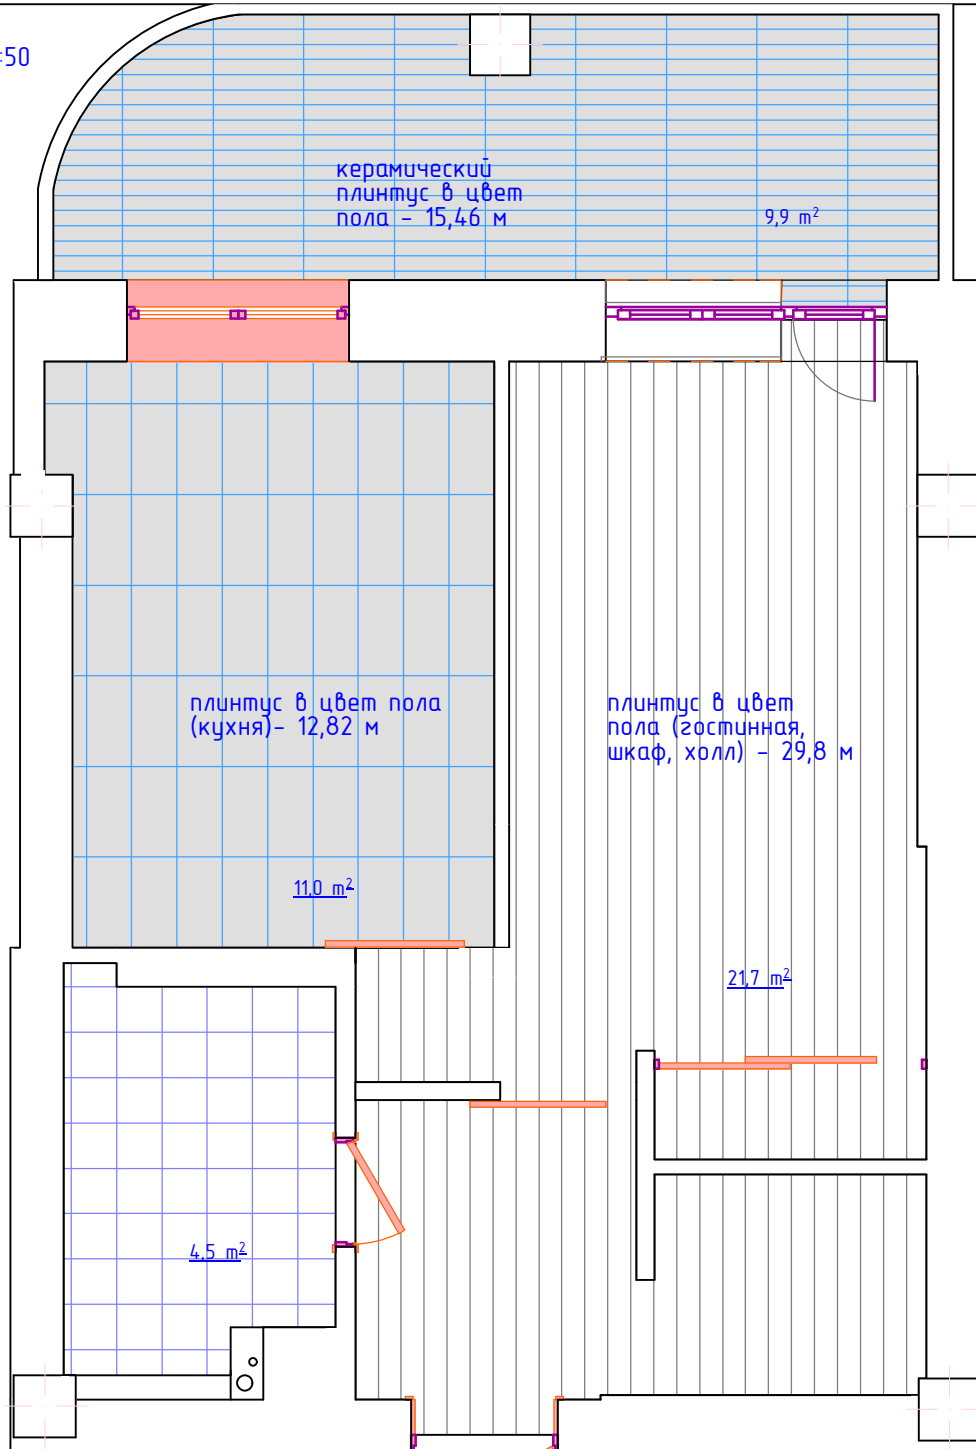 :50
керамический
плинтус в цвет
пола - 15,46 м
9,9 m²
плинтус в цвет пола
(кухня)- 12,82 м
плинтус в цвет
пола (гостинная,
шкаф, холл) - 29,8 м
11,0 m²
21,7 m²
4,5 m²